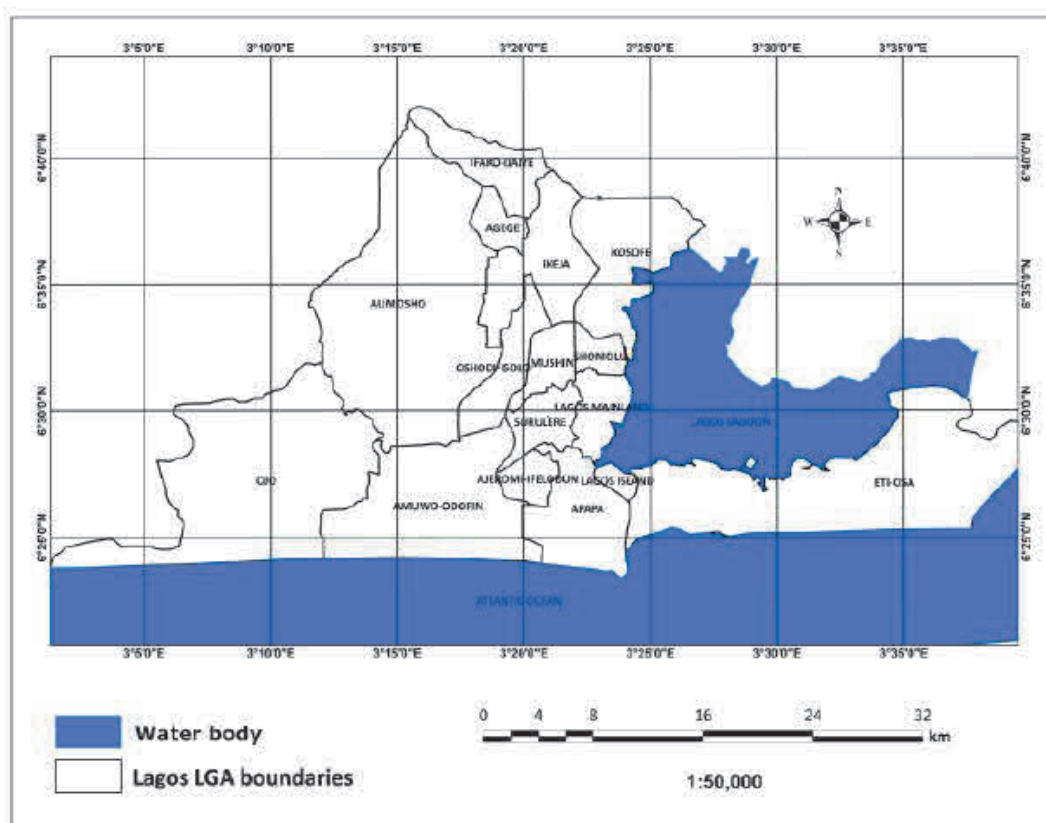 3°5'0"E 3°10'0"E 3°15'0"E 3°20'0"E 3°25'0"E 3°30'0"E 3°35'0"E
6°40'0"N 6°40'0"N
AGEGE
IKEJA
KOSOFE
N
W E
S
6°35'0"N 6°35'0"N
ALIMOSHO
MUSHIN
SHOMOLU
6°30'0"N 6°30'0"N
LAGOS MAINLAND
SURULERE
LAGOS LAGOON
OJO
AJEROMI-IFELODUN
LAGOS ISLAND
ETI-OSA
AMUWO-ODOFIN
APAPA
6°25'0"N 6°25'0"N
ATLANTIC OCEAN
3°5'0"E 3°10'0"E 3°15'0"E 3°20'0"E 3°25'0"E 3°30'0"E 3°35'0"E
Water body
Lagos LGA boundaries
0 4 8 16 24 32
km
1:50,000